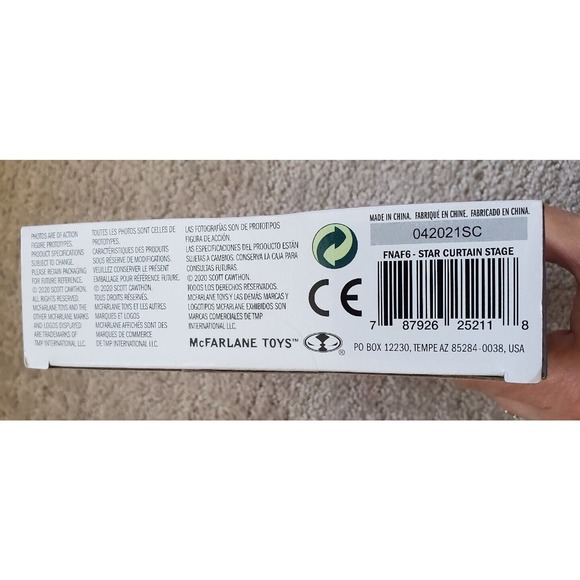 PHOTOS ARE OF ACTION
FIGURE PROTOTYPES.
PRODUCT SPECIFICATIONS
SUBJECT TO CHANGE.
PLEASE RETAIN PACKAGING
FOR FUTURE REFERENCE.
© 2020 SCOTT CAWTHON.
ALL RIGHTS RESERVED.
McFARLANE TOYS AND THE
OTHER McFARLANE MARKS
AND LOGOS DISPLAYED
ARE TRADEMARKS OF
TMP INTERNATIONAL LLC.
TOUTES LES PHOTOS SONT CELLES DE
PROTOTYPES.
CARACTÉRISTIQUES DES PRODUITS
SOUS RÉSERVE DE MODIFICATIONS.
VEUILLEZ CONSERVER LE PRÉSENT
EMBALLAGE POUR RÉFÉRENCE FUTURE.
© 2020 SCOTT CAWTHON.
TOUS DROITS RÉSERVÉS.
McFARLANE TOYS ET LES AUTRES
MARQUES ET LOGOS
McFARLANE AFFICHÉS SONT DES
MARQUES DE COMMERCE
DE TMP INTERNATIONAL LLC.
LAS FOTOGRAFÍAS SON DE PROTOTIPOS
FIGURA DE ACCIÓN.
LAS ESPECIFICACIONES DEL PRODUCTO ESTÁN
SUJETAS A CAMBIOS. CONSERVA LA CAJA PARA
CONSULTAS FUTURAS.
© 2020 SCOTT CAWTHON.
TODOS LOS DERECHOS RESERVADOS.
McFARLANE TOYS Y LAS DEMÁS MARCAS Y
LOGOTIPOS McFARLANE EXHIBIDOS SON
MARCAS COMERCIALES DE TMP
INTERNATIONAL LLC.
McFARLANE TOYS™ ®
CE
MADE IN CHINA. FABRIQUÉ EN CHINE. FABRICADO EN CHINA.
042021SC
FNAF6 - STAR CURTAIN STAGE
7 87926 25211 8
PO BOX 12230, TEMPE AZ 85284-0038, USA